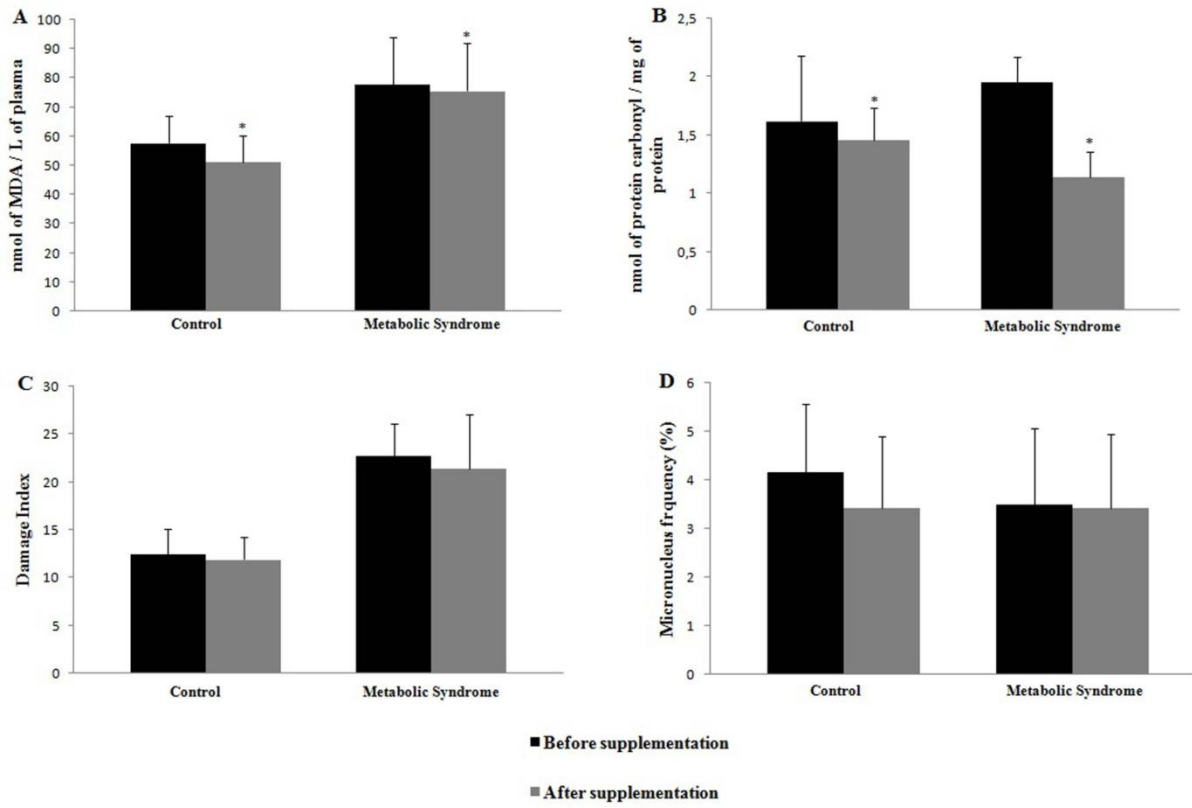 A
nmol of MDA / L of plasma
100
90
80
70
60
50
40
30
20
10
0
*
*
Control
Metabolic Syndrome
B
nmol of protein carbonyl / mg of
protein
2,5
2
1,5
1
0,5
0
*
*
Control
Metabolic Syndrome
C
Damage Index
30
25
20
15
10
5
0
Control
Metabolic Syndrome
D
Micronucleus frquency (%)
6
5
4
3
2
1
0
Control
Metabolic Syndrome
Before supplementation
After supplementation